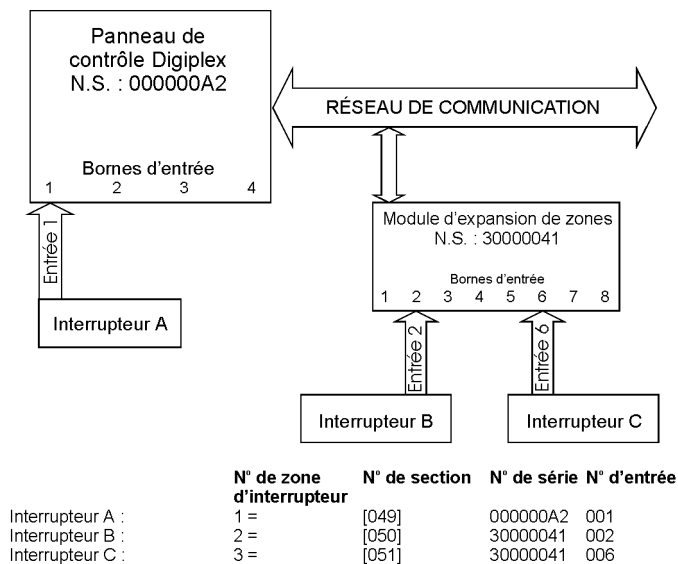 Panneau de
contrôle Digiplex
N.S. : 000000A2
RÉSEAU DE COMMUNICATION
Bornes d'entrée
1 2 3 4
Entrée 1
Interrupteur A
Module d'expansion de zones
N.S. : 30000041
Bornes d'entrée
1 2 3 4 5 6 7 8
Entrée 2
Entrée 6
Interrupteur B
Interrupteur C
N° de zone d'interrupteur N° de section N° de série N° d'entrée
Interrupteur A : 1 = [049] 000000A2 001
Interrupteur B : 2 = [050] 30000041 002
Interrupteur C : 3 = [051] 30000041 006